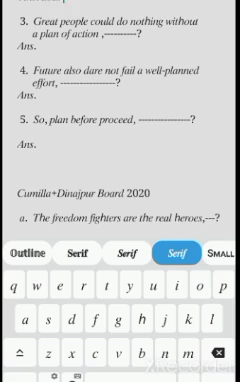 3. Great people could do nothing without
a plan of action ,----------?
Ans.
4. Future also dare not fail a well-planned
effort, -----------------?
Ans.
5. So, plan before proceed, ----------------?
Ans.
Cumilla+Dinajpur Board 2020
a. The freedom fighters are the real heroes,---?
Outline Serif Serif Serif SMALL
q w e r t y u i o p
a s d f g h j k l
z x c v b n m